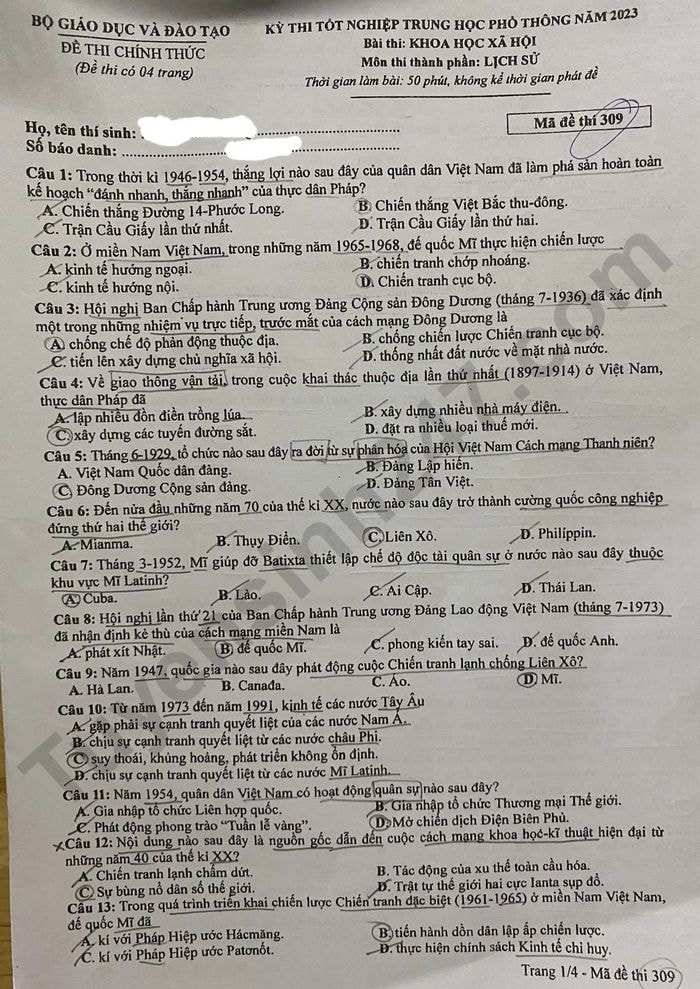 BỘ GIÁO DỤC VÀ ĐÀO TẠO
ĐỀ THI CHÍNH THỨC
(Đề thi có 04 trang)
KỲ THI TỐT NGHIỆP TRUNG HỌC PHỔ THÔNG NĂM 2023
Bài thi: KHOA HỌC XÃ HỘI
Môn thi thành phần: LỊCH SỬ
Thời gian làm bài: 50 phút, không kể thời gian phát đề
Họ, tên thí sinh:
Số báo danh:
Mã đề thi 309
Câu 1: Trong thời kì 1946-1954, thắng lợi nào sau đây của quân dân Việt Nam đã làm phá sản hoàn toàn
kế hoạch “đánh nhanh, thắng nhanh” của thực dân Pháp?
A. Chiến thắng Đường 14-Phước Long. B. Chiến thắng Việt Bắc thu-đông.
C. Trận Cầu Giấy lần thứ nhất. D. Trận Cầu Giấy lần thứ hai.
Câu 2: Ở miền Nam Việt Nam, trong những năm 1965-1968, đế quốc Mĩ thực hiện chiến lược
A. kinh tế hướng ngoại. B. chiến tranh chớp nhoáng.
C. kinh tế hướng nội. D. Chiến tranh cục bộ.
Câu 3: Hội nghị Ban Chấp hành Trung ương Đảng Cộng sản Đông Dương (tháng 7-1936) đã xác định
một trong những nhiệm vụ trực tiếp, trước mắt của cách mạng Đông Dương là
A. chống chế độ phản động thuộc địa. B. chống chiến lược Chiến tranh cục bộ.
C. tiến lên xây dựng chủ nghĩa xã hội. D. thống nhất đất nước về mặt nhà nước.
Câu 4: Về giao thông vận tải, trong cuộc khai thác thuộc địa lần thứ nhất (1897-1914) ở Việt Nam,
thực dân Pháp đã
A. lập nhiều đồn điền trồng lúa. B. xây dựng nhiều nhà máy điện.
C. xây dựng các tuyến đường sắt. D. đặt ra nhiều loại thuế mới.
Câu 5: Tháng 6-1929, tổ chức nào sau đây ra đời từ sự phân hóa của Hội Việt Nam Cách mạng Thanh niên?
A. Việt Nam Quốc dân đảng. B. Đảng Lập hiến.
C. Đông Dương Cộng sản đảng. D. Đảng Tân Việt.
Câu 6: Đến nửa đầu những năm 70 của thế kỉ XX, nước nào sau đây trở thành cường quốc công nghiệp
đứng thứ hai thế giới?
A. Mianma. B. Thụy Điển. C. Liên Xô. D. Philíppin.
Câu 7: Tháng 3-1952, Mĩ giúp đỡ Batixta thiết lập chế độ độc tài quân sự ở nước nào sau đây thuộc
khu vực Mĩ Latinh?
A. Cuba. B. Lào. C. Ai Cập. D. Thái Lan.
Câu 8: Hội nghị lần thứ 21 của Ban Chấp hành Trung ương Đảng Lao động Việt Nam (tháng 7-1973)
đã nhận định kẻ thù của cách mạng miền Nam là
A. phát xít Nhật. B. đế quốc Mĩ. C. phong kiến tay sai. D. đế quốc Anh.
Câu 9: Năm 1947, quốc gia nào sau đây phát động cuộc Chiến tranh lạnh chống Liên Xô?
A. Hà Lan. B. Canađa. C. Áo. D. Mĩ.
Câu 10: Từ năm 1973 đến năm 1991, kinh tế các nước Tây Âu
A. gặp phải sự cạnh tranh quyết liệt của các nước Nam Á.
B. chịu sự cạnh tranh quyết liệt từ các nước châu Phi.
C. suy thoái, khủng hoảng, phát triển không ổn định.
D. chịu sự cạnh tranh quyết liệt từ các nước Mĩ Latinh.
Câu 11: Năm 1954, quân dân Việt Nam có hoạt động quân sự nào sau đây?
A. Gia nhập tổ chức Liên hợp quốc. B. Gia nhập tổ chức Thương mại Thế giới.
C. Phát động phong trào “Tuần lễ vàng”. D. Mở chiến dịch Điện Biên Phủ.
Câu 12: Nội dung nào sau đây là nguồn gốc dẫn đến cuộc cách mạng khoa học-kĩ thuật hiện đại từ
những năm 40 của thế kỉ XX?
A. Chiến tranh lạnh chấm dứt. B. Tác động của xu thế toàn cầu hóa.
C. Sự bùng nổ dân số thế giới. D. Trật tự thế giới hai cực Ianta sụp đổ.
Câu 13: Trong quá trình triển khai chiến lược Chiến tranh đặc biệt (1961-1965) ở miền Nam Việt Nam,
đế quốc Mĩ đã
A. kí với Pháp Hiệp ước Hácmăng. B. tiến hành dồn dân lập ấp chiến lược.
C. kí với Pháp Hiệp ước Patơnốt. D. thực hiện chính sách Kinh tế chỉ huy.
Trang 1/4 - Mã đề thi 309
Tuyensinh247.com